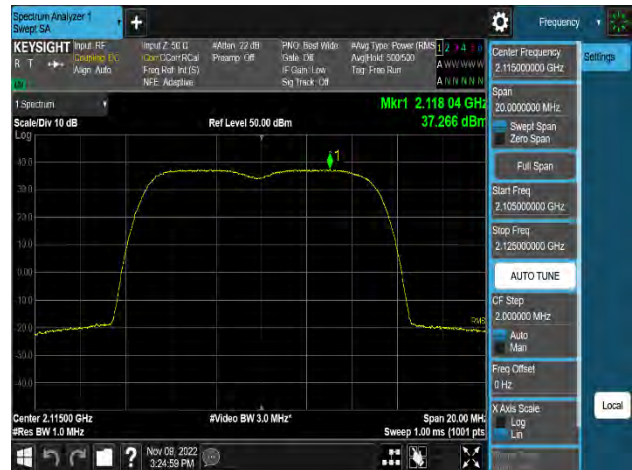 Spectrum Analyzer 1
Swept SA
Frequency
KEYSIGHT
R T
Input: RF
Coupling: DC
Align: Auto
Input Z: 50 Ω
Corr CCorr RCal
Freq Ref: Int (S)
NFE: Adaptive
#Atten: 22 dB
Preamp: Off
PNO: Best Wide
Gate: Off
IF Gain: Low
Sig Track: Off
#Avg Type: Power (RMS
Avg|Hold: 500/500
Trig: Free Run
1 2 3 4 5 6
A W W W W W
A N N N N N
1 Spectrum
Scale/Div 10 dB
Log
Ref Level 50.00 dBm
Mkr1 2.118 04 GHz
37.266 dBm
1
40.0
30.0
20.0
10.0
0.00
-10.0
-20.0
-30.0
-40.0
RMS
Center 2.11500 GHz
#Res BW 1.0 MHz
#Video BW 3.0 MHz*
Span 20.00 MHz
Sweep 1.00 ms (1001 pts
Nov 09, 2022
3:24:59 PM
Center Frequency
2.115000000 GHz
Span
20.0000000 MHz
Swept Span
Zero Span
Full Span
Start Freq
2.105000000 GHz
Stop Freq
2.125000000 GHz
AUTO TUNE
CF Step
2.000000 MHz
Auto
Man
Freq Offset
0 Hz
X Axis Scale
Log
Lin
Settings
Local